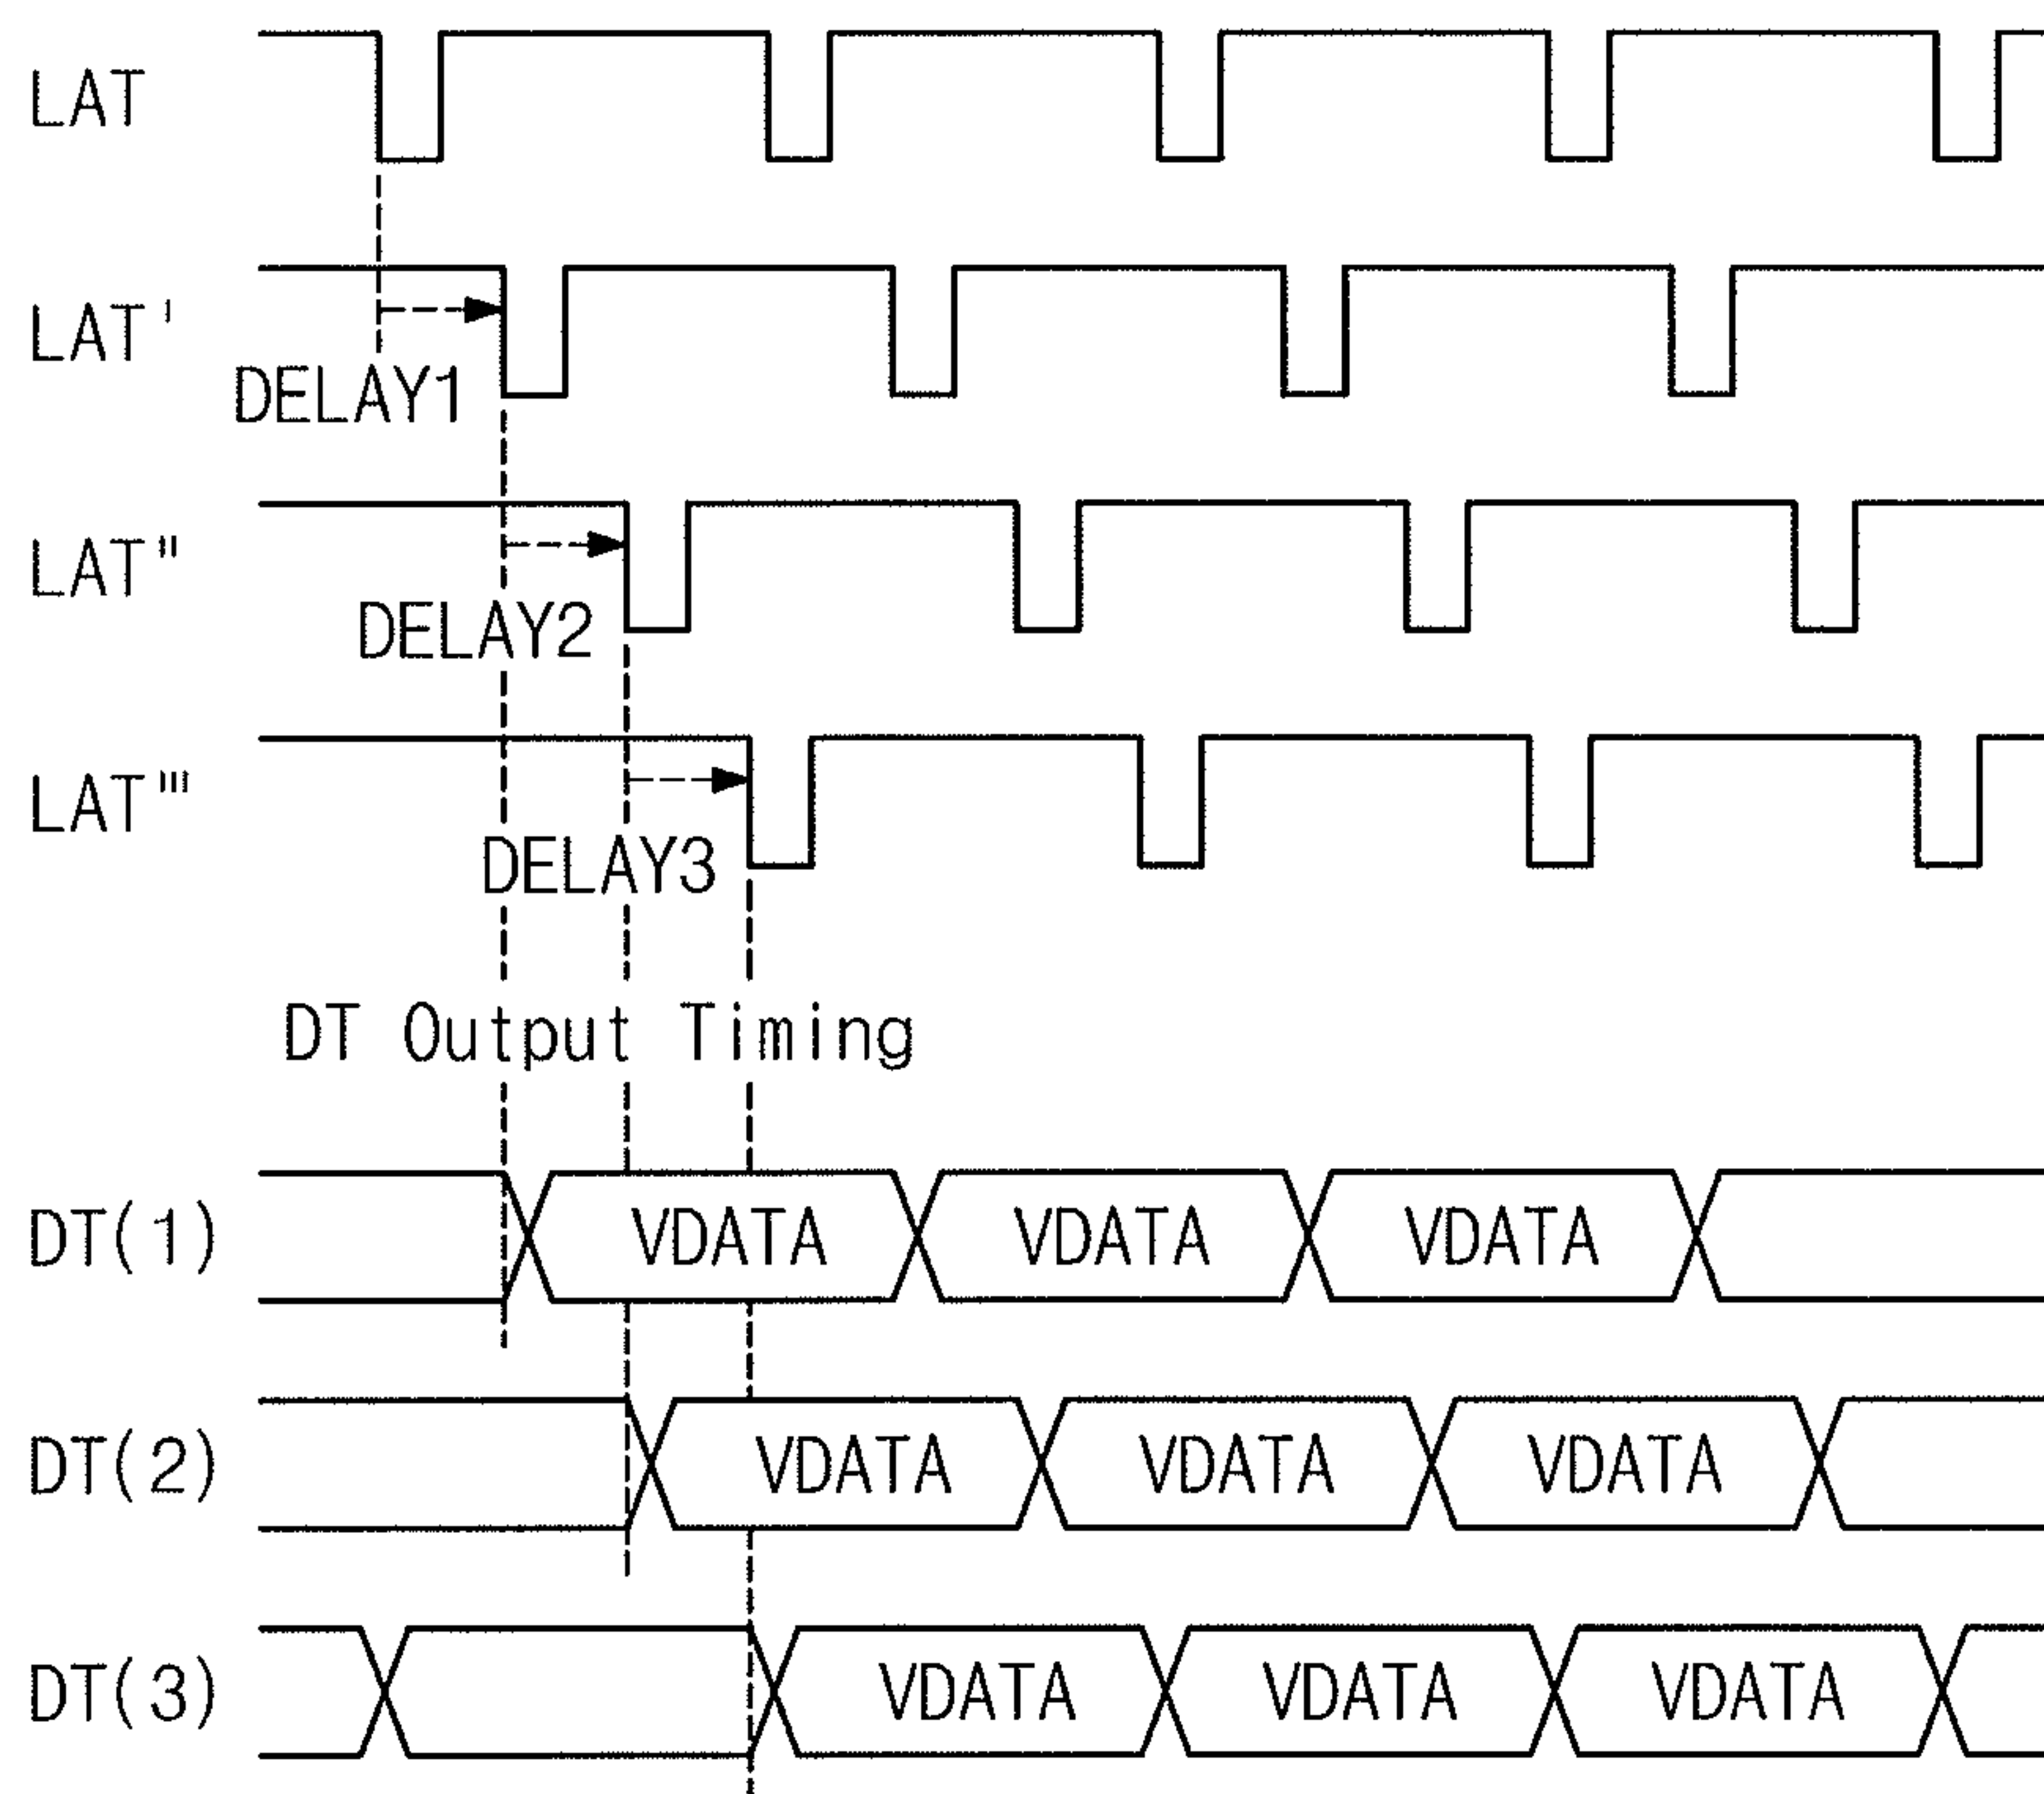 LAT
LAT'
DELAY1
LAT"
DELAY2
LAT"'
DELAY3
DT Output Timing
DT(1) VDATA VDATA VDATA
DT(2) VDATA VDATA VDATA
DT(3) VDATA VDATA VDATA